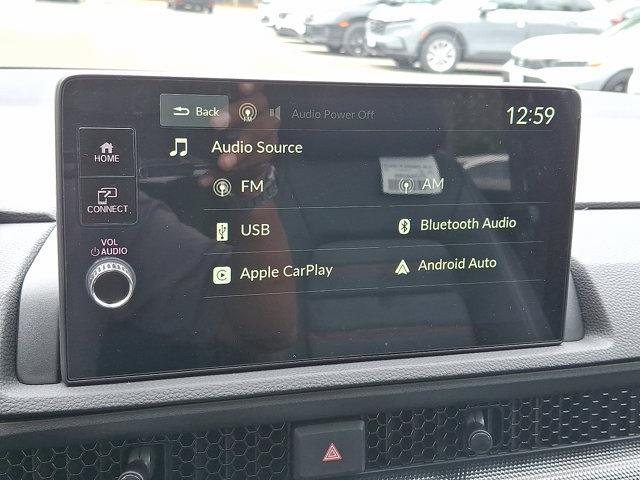 Back
FM
Audio Power Off
12:59
HOME
Audio Source
FM
AM
CONNECT
USB
Bluetooth Audio
VOL
AUDIO
Apple CarPlay
Android Auto